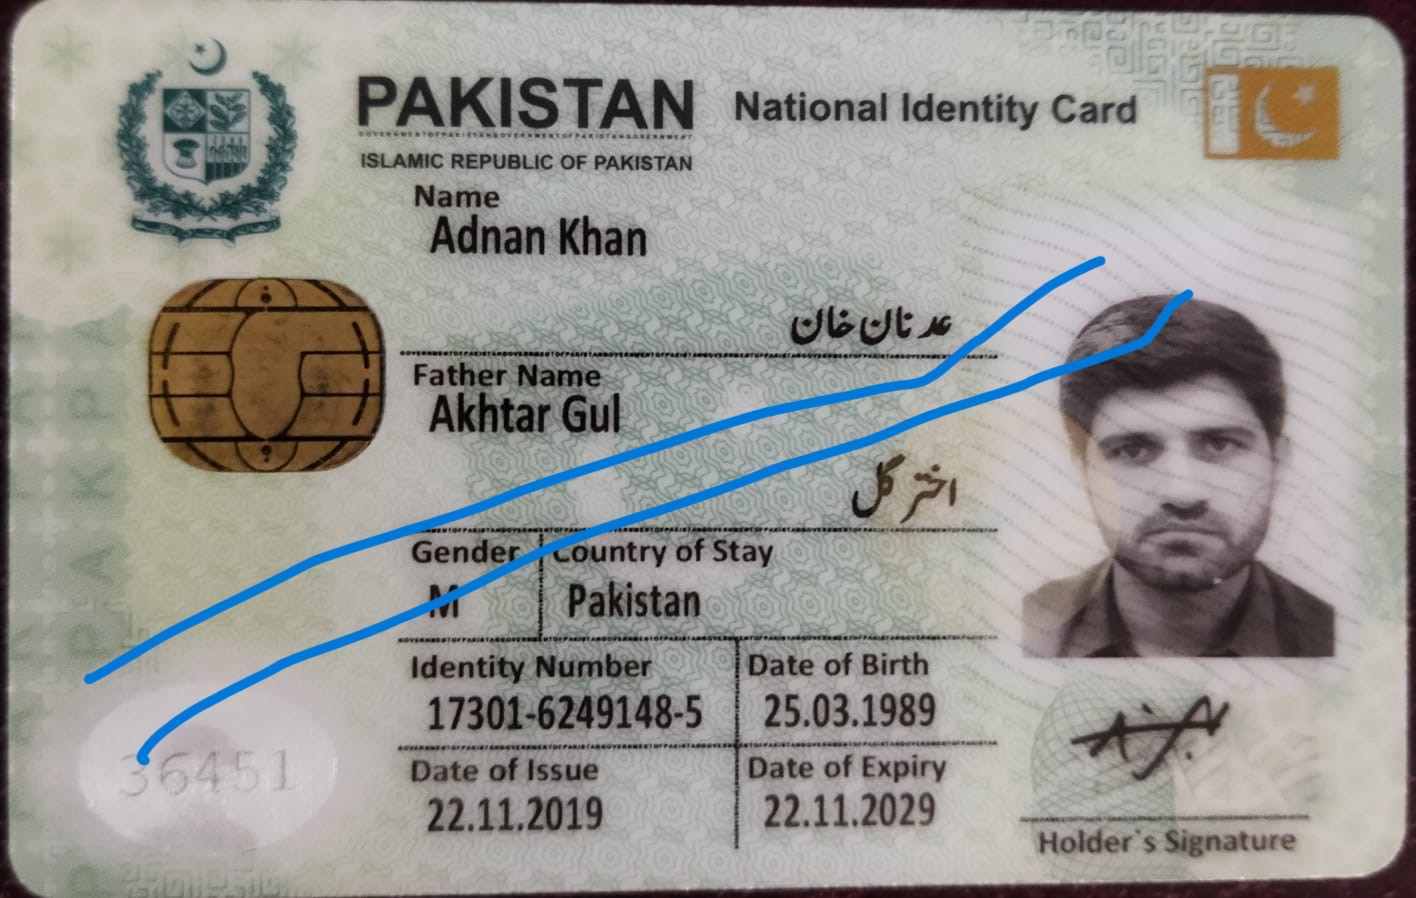 PAKISTAN National Identity Card
ISLAMIC REPUBLIC OF PAKISTAN
Name
Adnan Khan
عدنان خان
Father Name
Akhtar Gul
اختر گل
Gender Country of Stay
M Pakistan
Identity Number Date of Birth
17301-6249148-5 25.03.1989
36451
Date of Issue Date of Expiry
22.11.2019 22.11.2029
Holder`s Signature